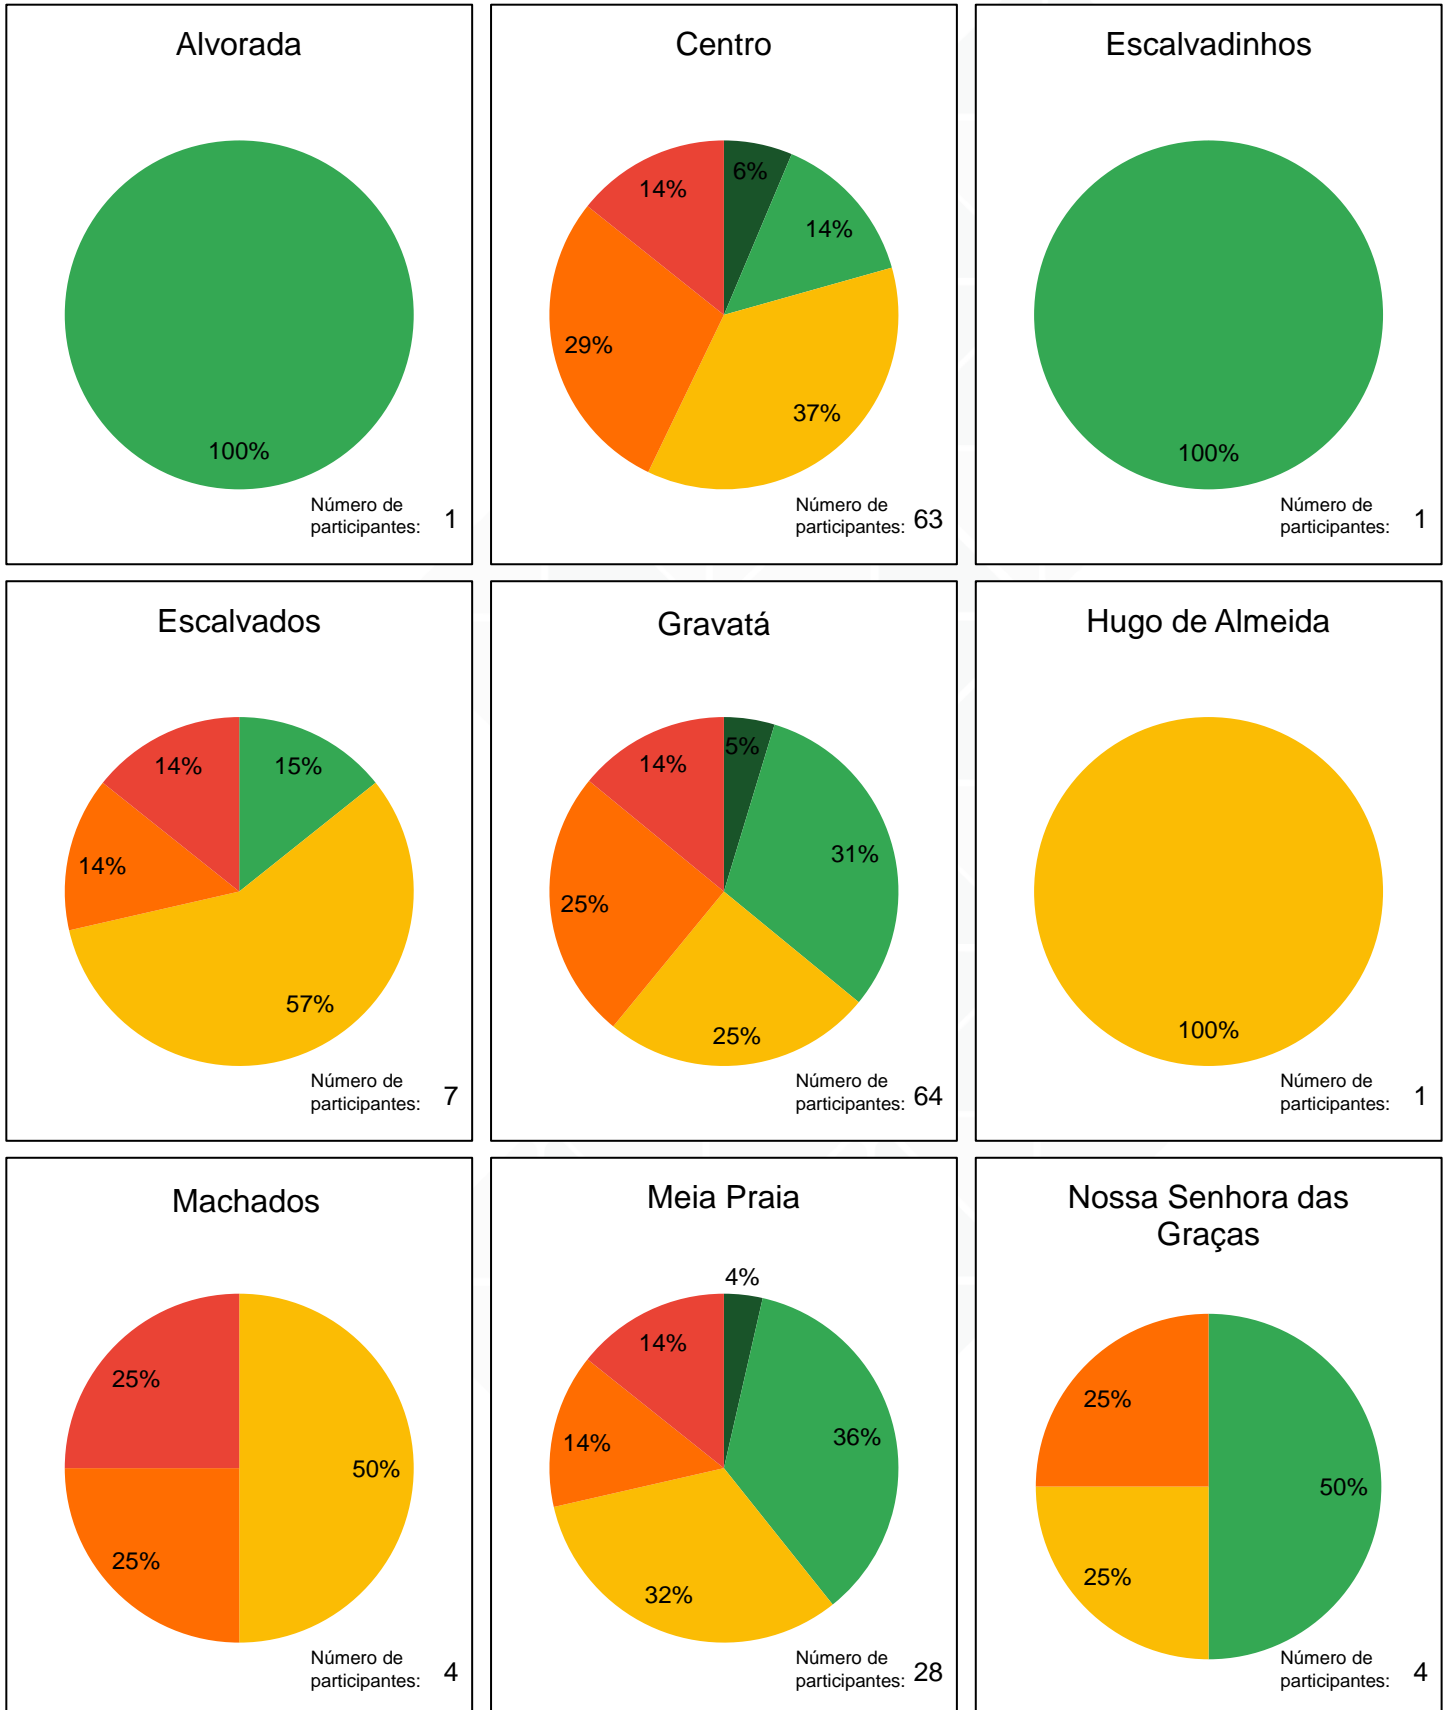 Alvorada
100%
Número de
participantes: 1
Centro
6%
14%
14%
29%
37%
Número de
participantes: 63
Escalvadinhos
100%
Número de
participantes: 1
Escalvados
14%
15%
14%
57%
Número de
participantes: 7
Gravatá
5%
14%
31%
25%
25%
Número de
participantes: 64
Hugo de Almeida
100%
Número de
participantes: 1
Machados
25%
50%
25%
Número de
participantes: 4
Meia Praia
4%
14%
36%
14%
32%
Número de
participantes: 28
Nossa Senhora das
Graças
25%
50%
25%
Número de
participantes: 4